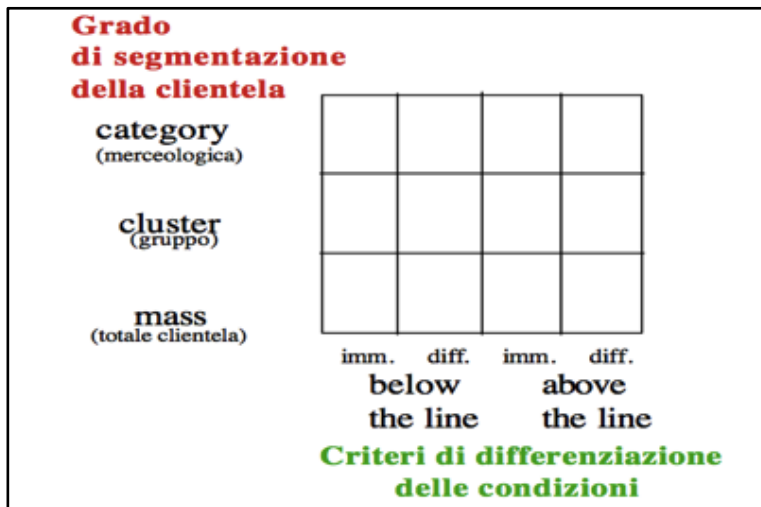 Grado
di segmentazione
della clientela
category
(merceologica)
cluster
(gruppo)
mass
(totale clientela)
imm. diff. imm. diff.
below above
the line the line
Criteri di differenziazione
delle condizioni